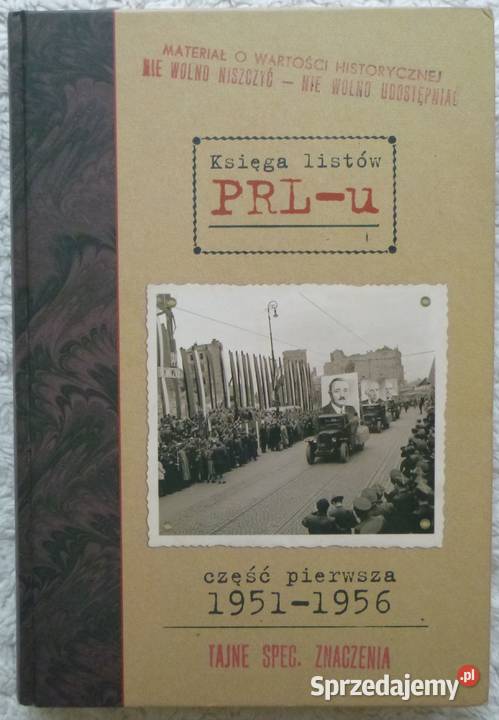 MATERIAŁ O WARTOŚCI HISTORYCZNEJ
NIE WOLNO NISZCZYĆ – NIE WOLNO UDOSTĘPNIAĆ
Księga listów
PRL-u
część pierwsza
1951-1956
TAJNE SPEC. ZNACZENIA
Sprzedajemy.pl